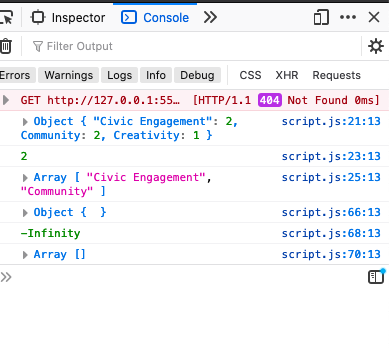 Inspector Console
Filter Output
Errors Warnings Logs Info Debug CSS XHR Requests
GET http://127.0.0.1:55… [HTTP/1.1 404 Not Found 0ms]
Object { "Civic Engagement": 2, script.js:21:13
Community: 2, Creativity: 1 }
2 script.js:23:13
Array [ "Civic Engagement", script.js:25:13
"Community" ]
Object { } script.js:66:13
-Infinity script.js:68:13
Array [] script.js:70:13